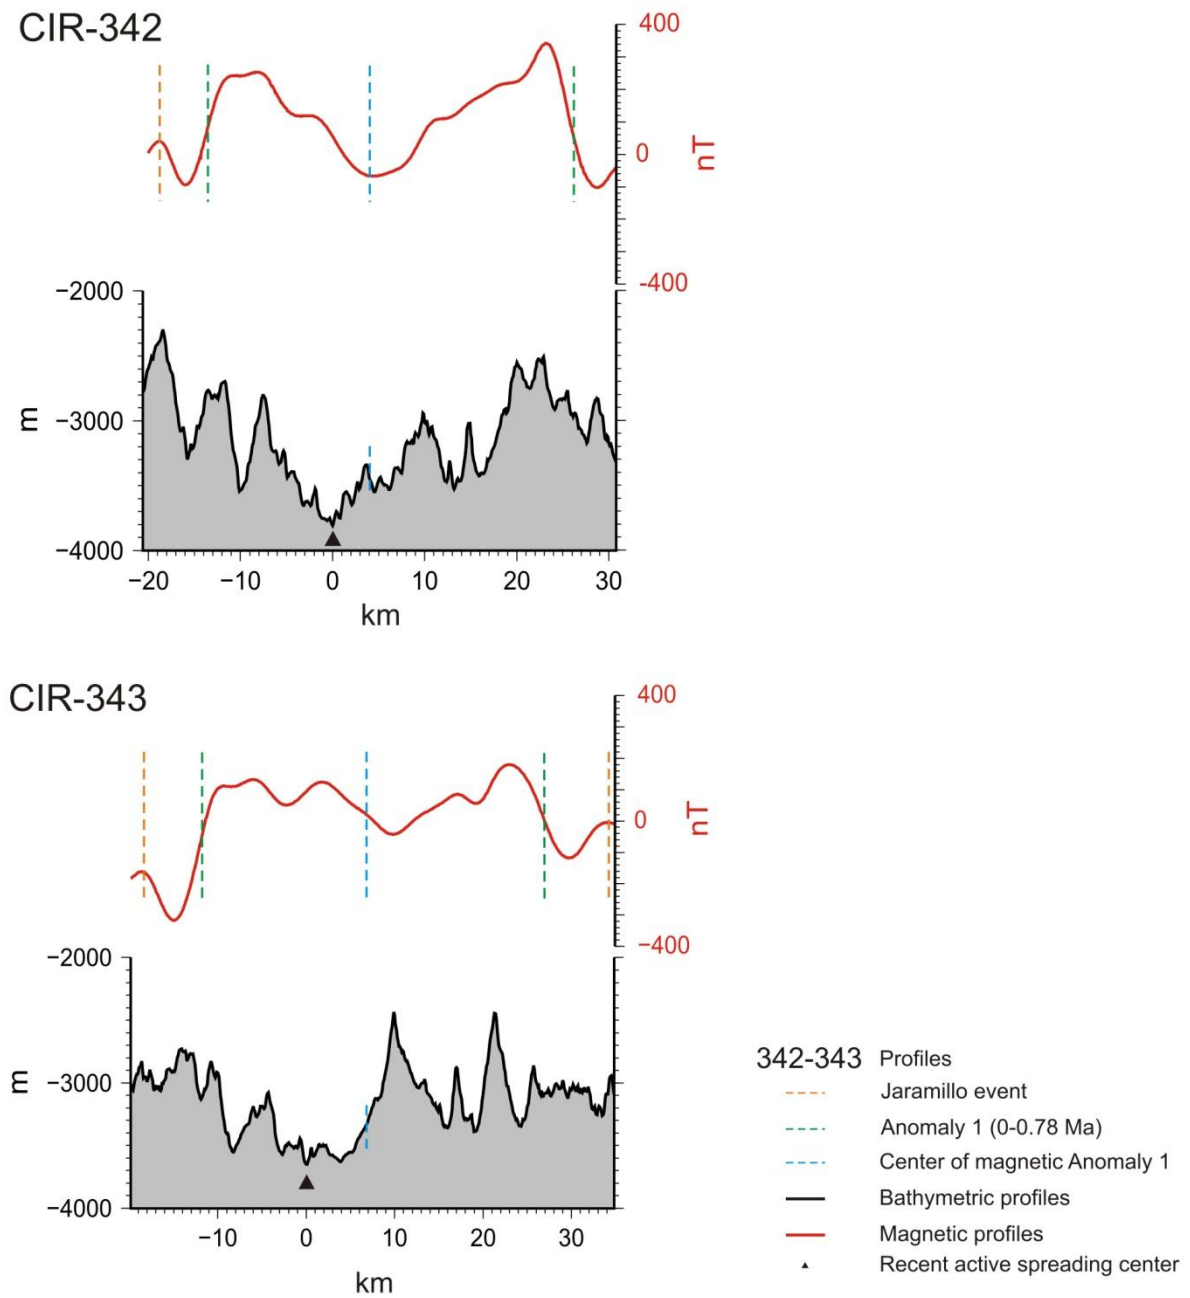 CIR-342
400
0
nT
-400
−2000
−3000
m
−4000
−20
−10
0
10
20
30
km
CIR-343
400
0
nT
−400
−2000
−3000
m
−4000
−10
0
10
20
30
km
342-343 Profiles
Jaramillo event
Anomaly 1 (0-0.78 Ma)
Center of magnetic Anomaly 1
Bathymetric profiles
Magnetic profiles
Recent active spreading center